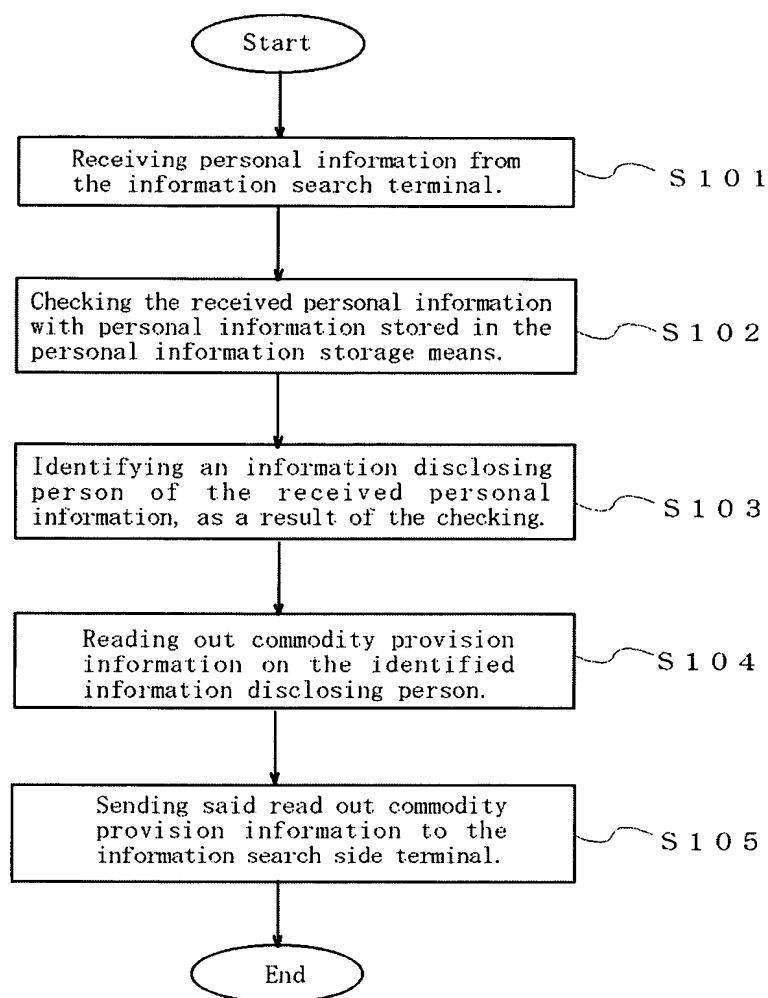 Start
Receiving personal information from
the information search terminal.
S101
Checking the received personal information
with personal information stored in the
personal information storage means.
S102
Identifying an information disclosing
person of the received personal
information, as a result of the checking.
S103
Reading out commodity provision
information on the identified
information disclosing person.
S104
Sending said read out commodity
provision information to the
information search side terminal.
S105
End